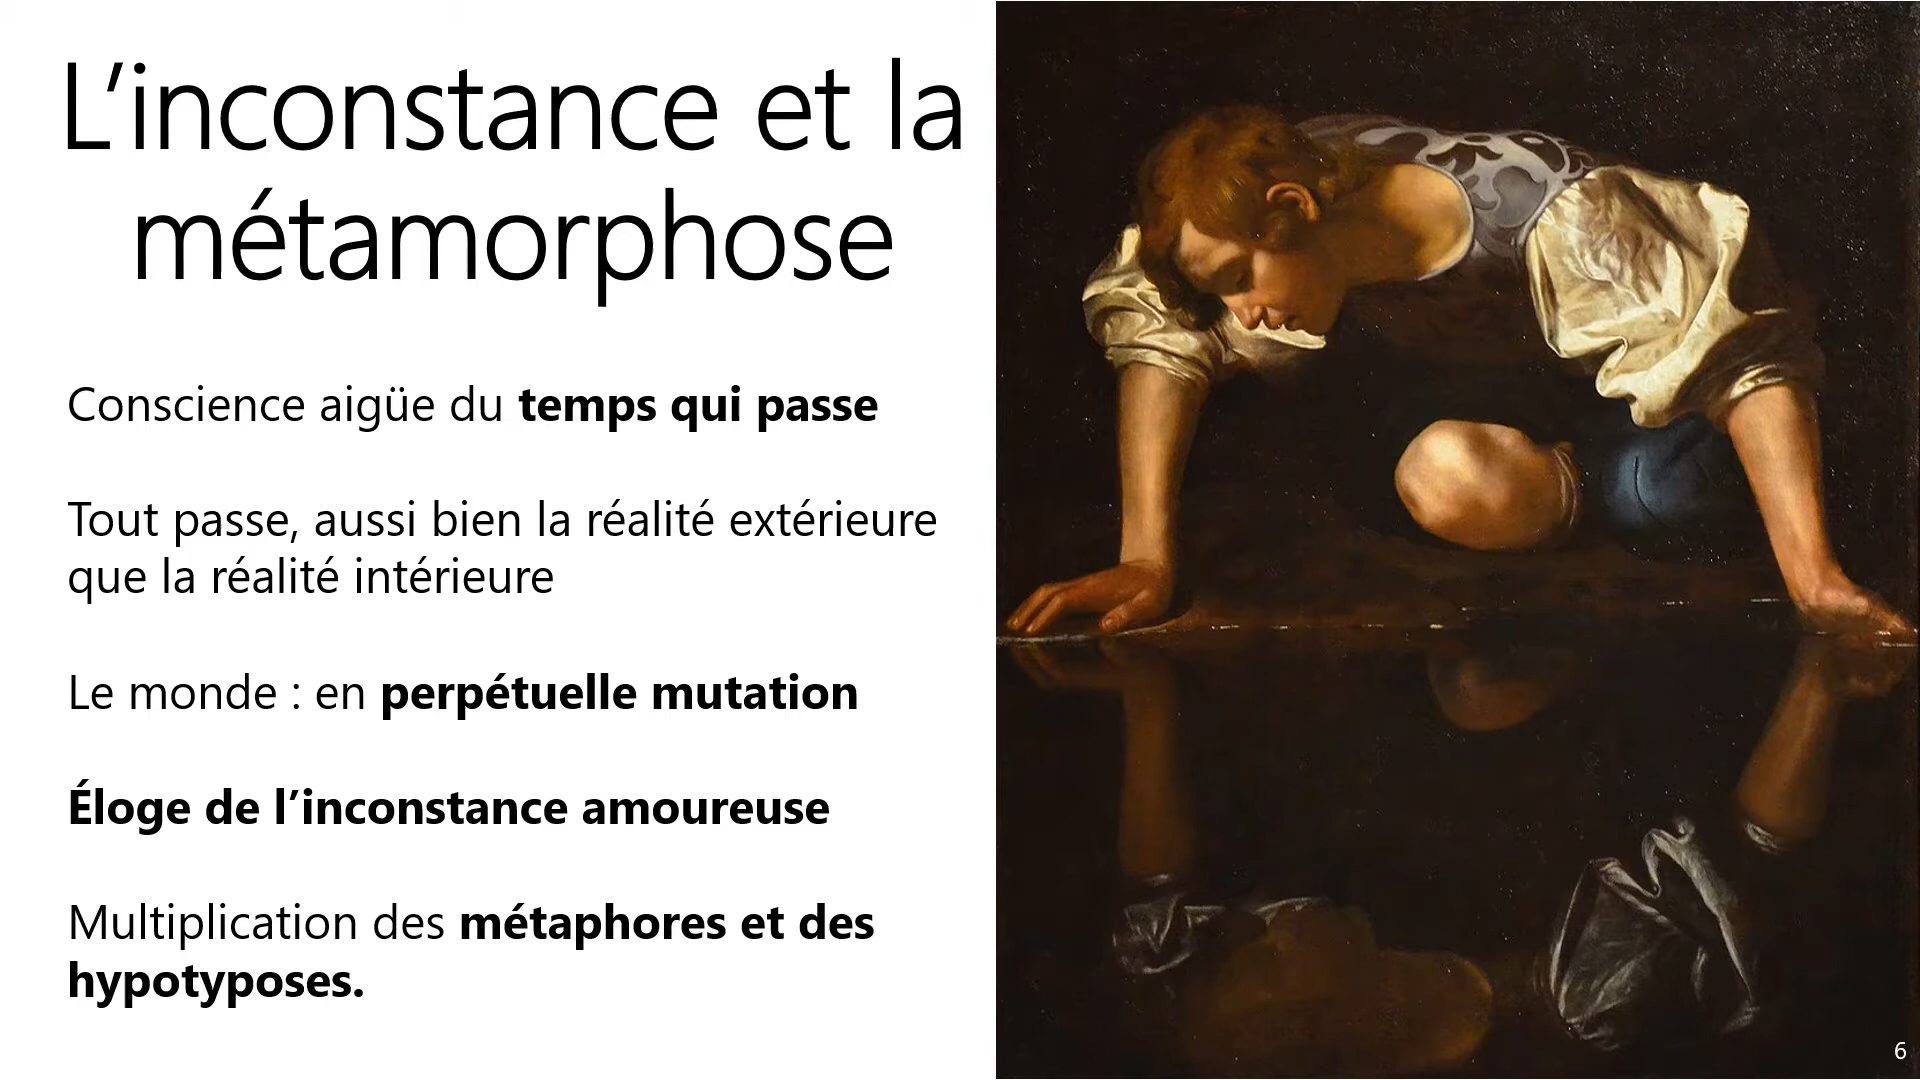 L’inconstance et la
métamorphose
Conscience aigüe du temps qui passe
Tout passe, aussi bien la réalité extérieure
que la réalité intérieure
Le monde : en perpétuelle mutation
Éloge de l’inconstance amoureuse
Multiplication des métaphores et des
hypotyposes.
6